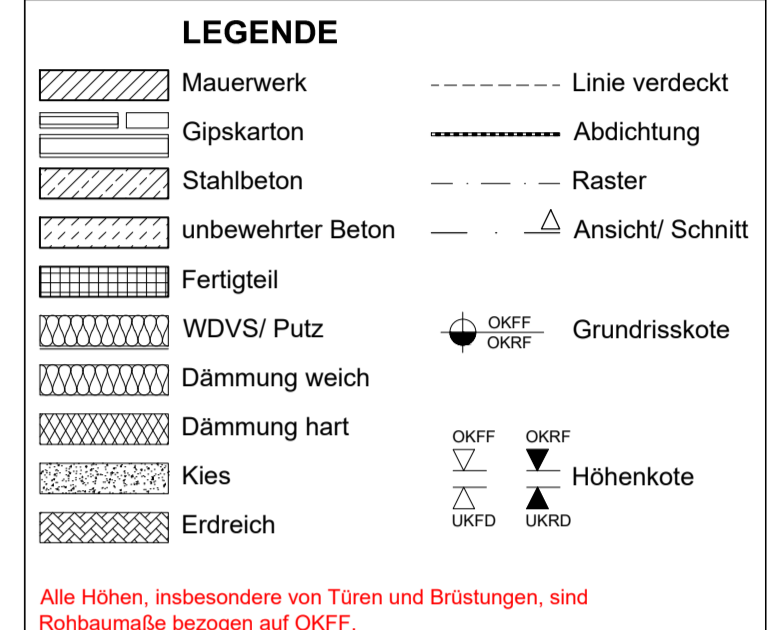 LEGENDE
Mauerwerk
Gipskarton
Stahlbeton
unbewehrter Beton
Fertigteil
WDVS/ Putz
Dämmung weich
Dämmung hart
Kies
Erdreich
Linie verdeckt
Abdichtung
Raster
Ansicht/ Schnitt
OKFF
OKRF
Grundrisskote
OKFF OKRF
Höhenkote
UKFD UKRD
Alle Höhen, insbesondere von Türen und Brüstungen, sind
Rohbaumaße bezogen auf OKFF.